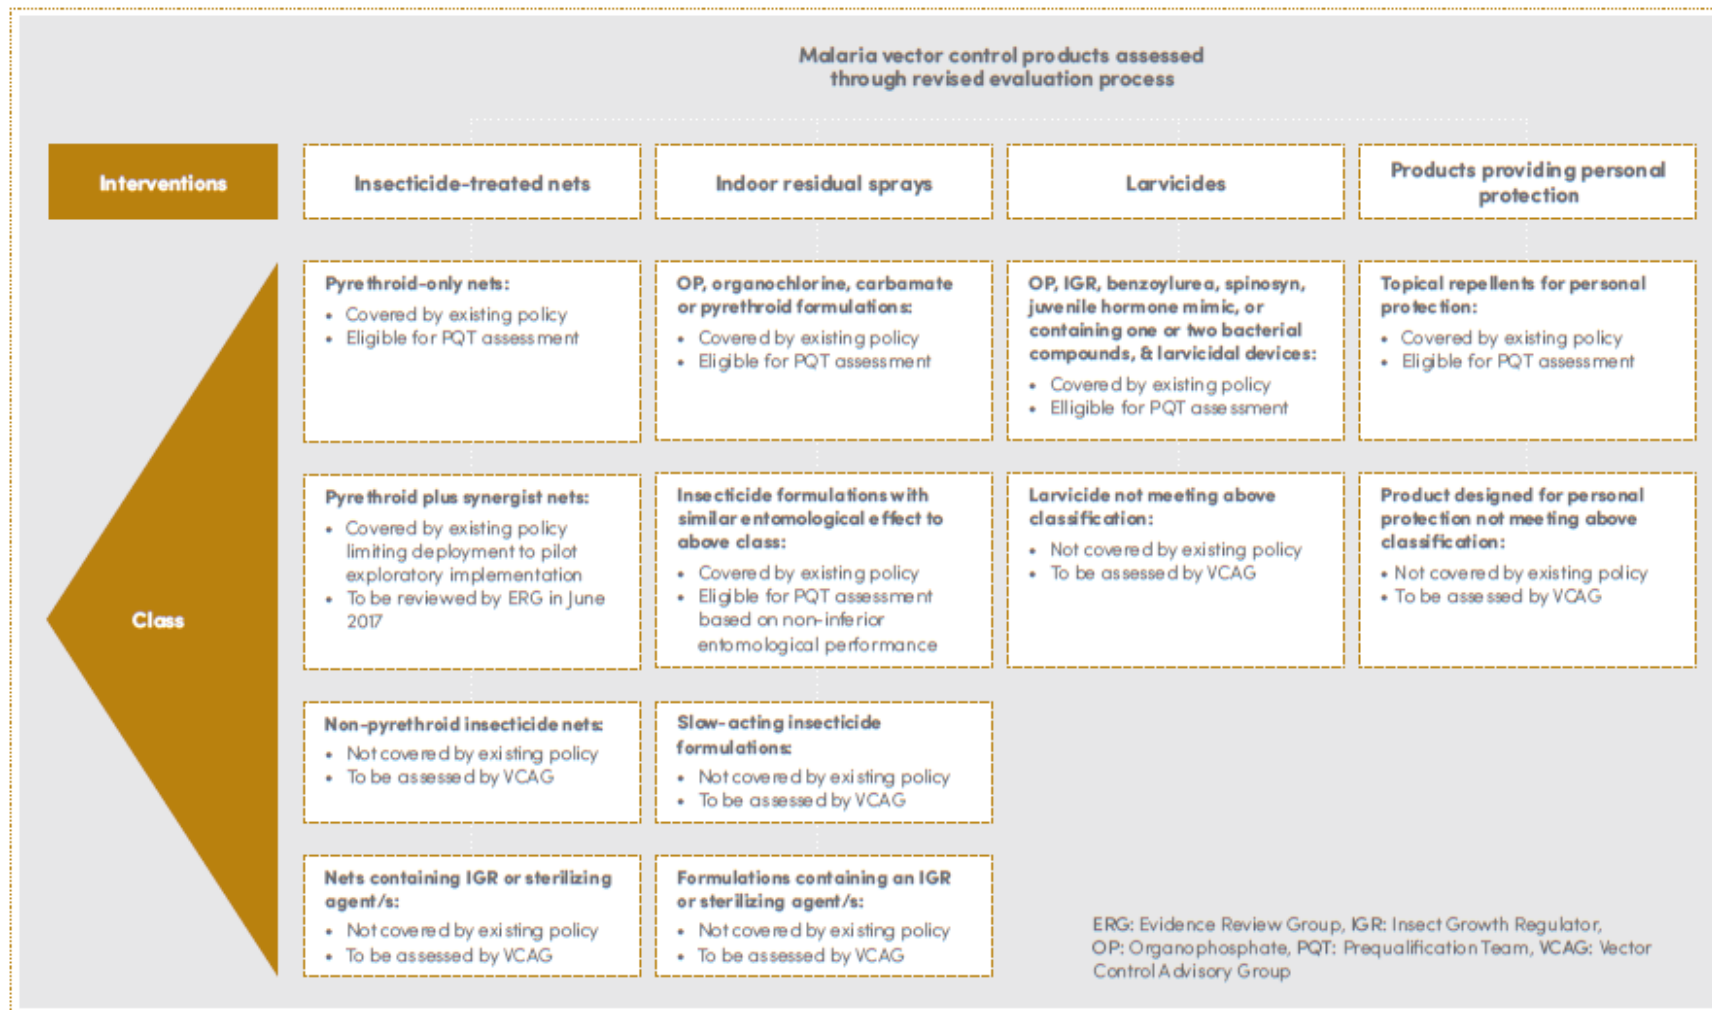 Malaria vector control products assessed
through revised evaluation process
Interventions
Insecticide-treated nets
Indoor residual sprays
Larvicides
Products providing personal
protection
Class
Pyrethroid-only nets:
• Covered by existing policy
• Eligible for PQT assessment
OP, organochlorine, carbamate
or pyrethroid formulations:
• Covered by existing policy
• Eligible for PQT assessment
OP, IGR, benzoylurea, spinosyn,
juvenile hormone mimic, or
containing one or two bacterial
compounds, & larvicidal devices:
• Covered by existing policy
• Elligible for PQT assessment
Topical repellents for personal
protection:
• Covered by existing policy
• Eligible for PQT assessment
Pyrethroid plus synergist nets:
• Covered by existing policy
limiting deployment to pilot
exploratory implementation
• To be reviewed by ERG in June
2017
Insecticide formulations with
similar entomological effect to
above class:
• Covered by existing policy
• Eligible for PQT assessment
based on non-inferior
entomological performance
Larvicide not meeting above
classification:
• Not covered by existing policy
• To be assessed by VCAG
Product designed for personal
protection not meeting above
classification:
• Not covered by existing policy
• To be assessed by VCAG
Non-pyrethroid insecticide nets:
• Not covered by existing policy
• To be assessed by VCAG
Slow-acting insecticide
formulations:
• Not covered by existing policy
• To be assessed by VCAG
Nets containing IGR or sterilizing
agent/s:
• Not covered by existing policy
• To be assessed by VCAG
Formulations containing an IGR
or sterilizing agent/s:
• Not covered by existing policy
• To be assessed by VCAG
ERG: Evidence Review Group, IGR: Insect Growth Regulator,
OP: Organophosphate, PQT: Prequalification Team, VCAG: Vector
Control Advisory Group